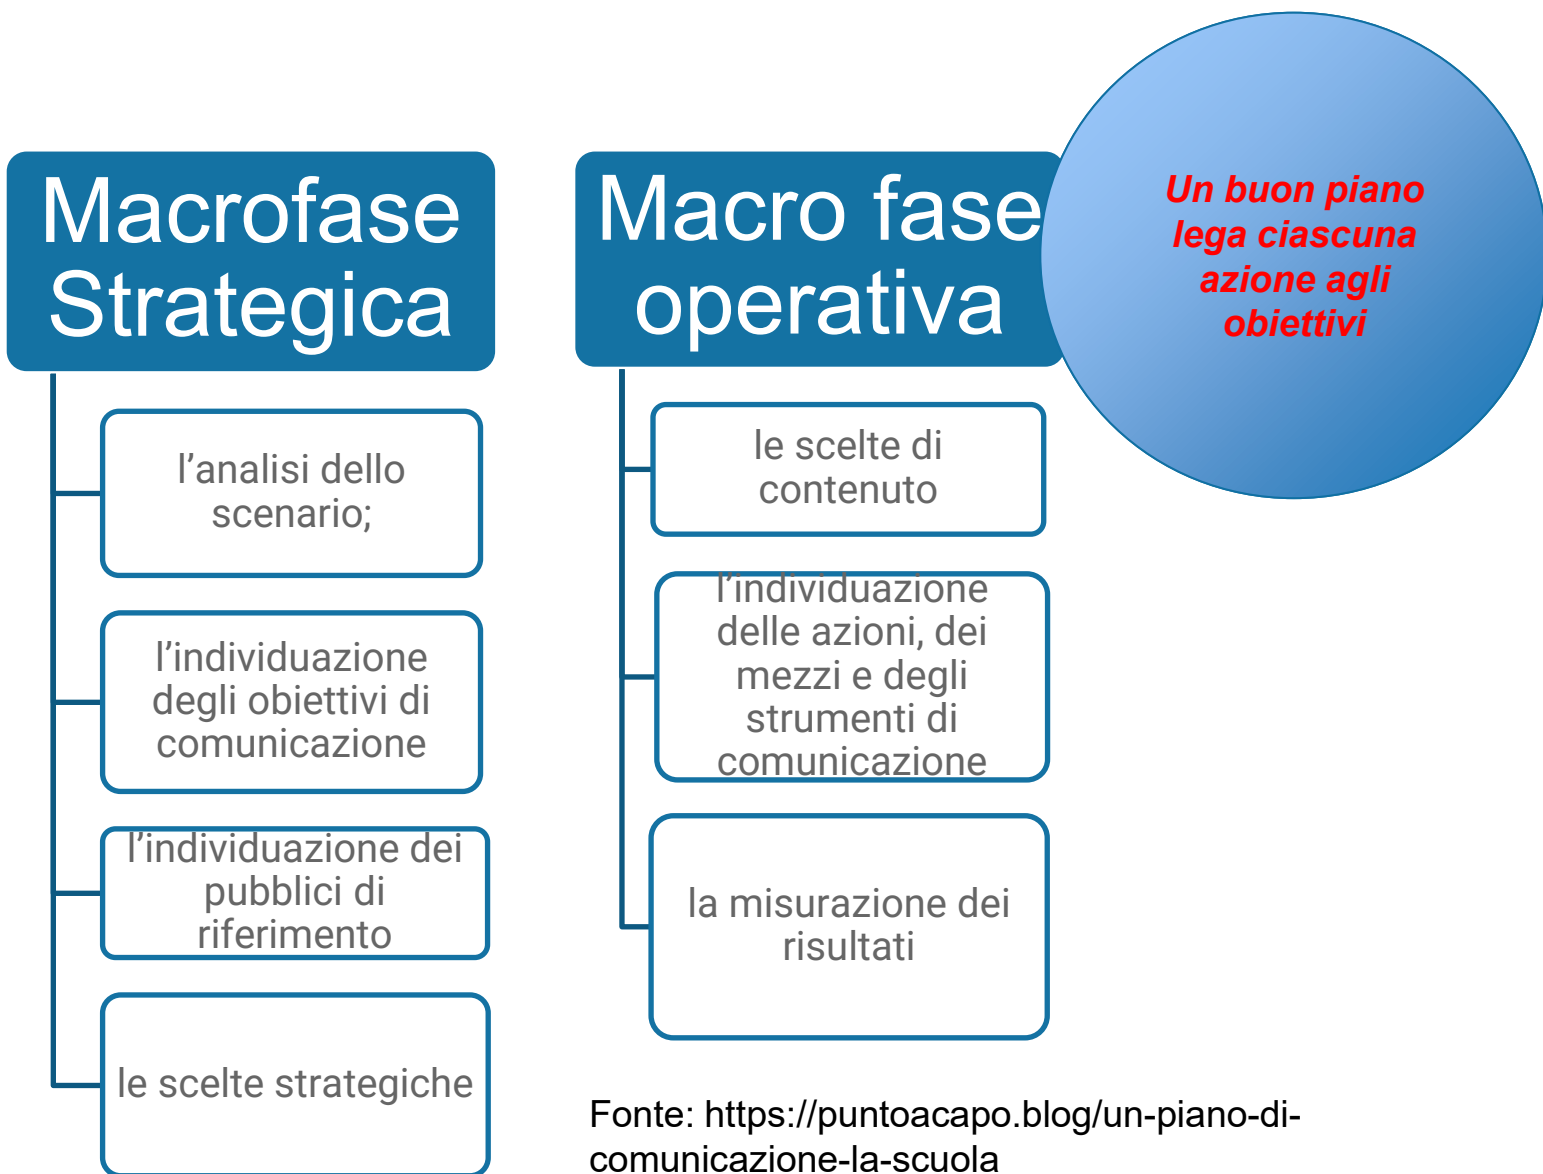 Macrofase
Strategica
l’analisi dello
scenario;
l’individuazione
degli obiettivi di
comunicazione
l’individuazione dei
pubblici di
riferimento
le scelte strategiche
Macro fase
operativa
le scelte di
contenuto
l’individuazione
delle azioni, dei
mezzi e degli
strumenti di
comunicazione
la misurazione dei
risultati
Un buon piano
lega ciascuna
azione agli
obiettivi
Fonte: https://puntoacapo.blog/un-piano-di-
comunicazione-la-scuola